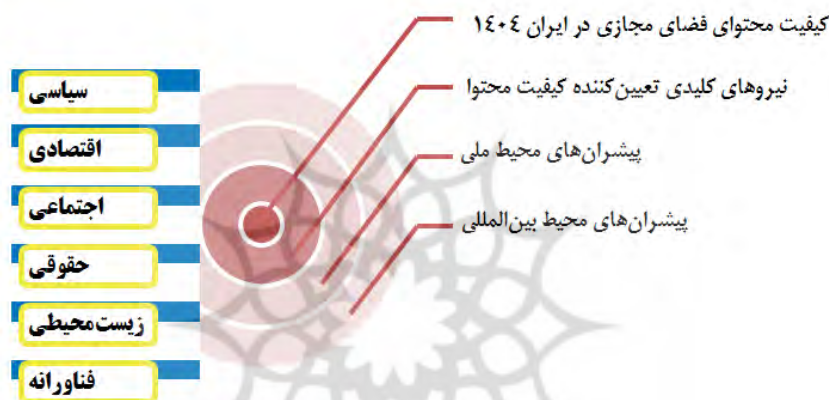 کیفیت محتوای فضای مجازی در ایران ١٤٠٤
نیروهای کلیدی تعیین‌کننده کیفیت محتوا
پیشران‌های محیط ملی
پیشران‌های محیط بین‌المللی
سیاسی
اقتصادی
اجتماعی
حقوقی
زیست‌محیطی
فناورانه